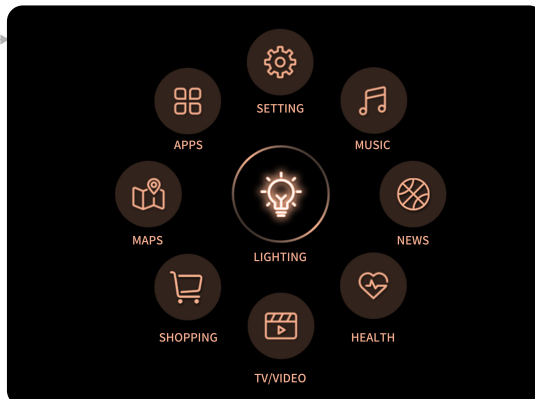 SETTING
APPS
MUSIC
MAPS
NEWS
LIGHTING
SHOPPING
HEALTH
TV/VIDEO